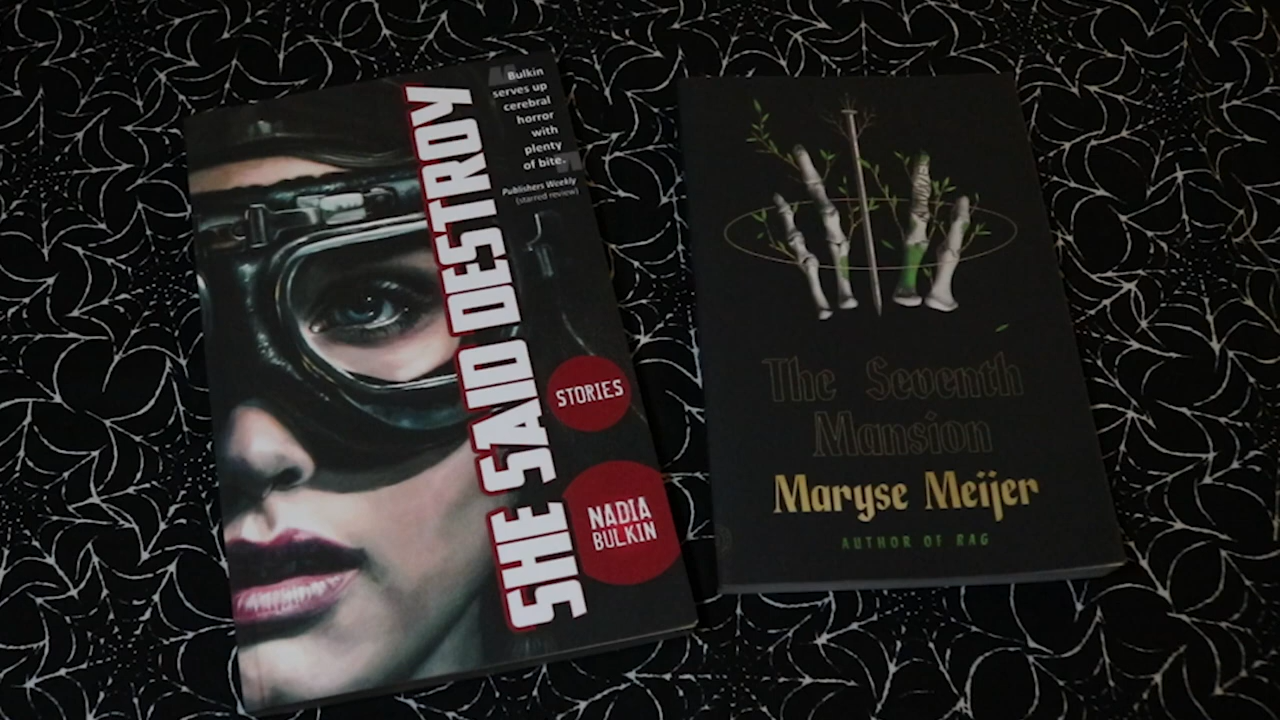 Bulkin
serves up
cerebral
horror
with
plenty
of bite.
Publishers Weekly
(starred review)
SHE SAID DESTROY
STORIES
NADIA
BULKIN
The Seventh
Mansion
Maryse Meijer
AUTHOR OF RAG